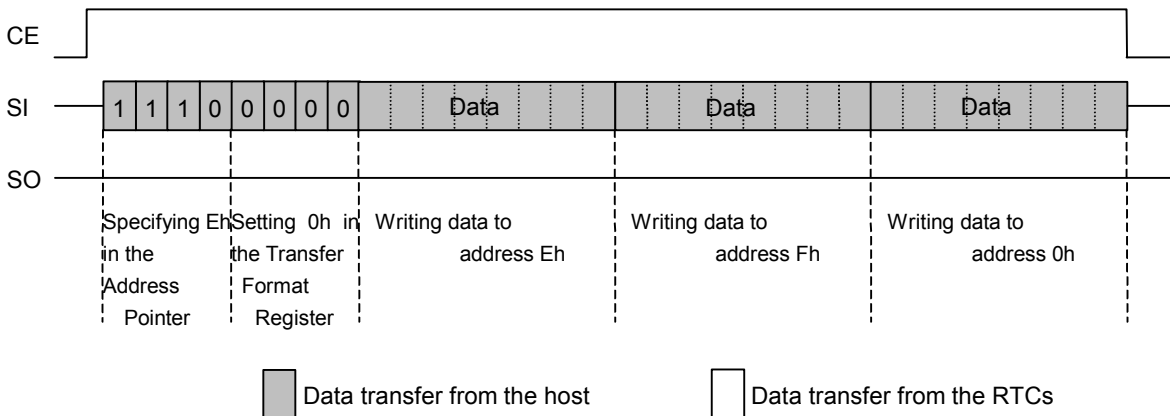 CE
SI 1 1 1 0 0 0 0 0 Data Data Data
SO
Specifying Eh Setting 0h in Writing data to Writing data to Writing data to
in the the Transfer address Eh address Fh address 0h
Address Format
Pointer Register
Data transfer from the host Data transfer from the RTCs